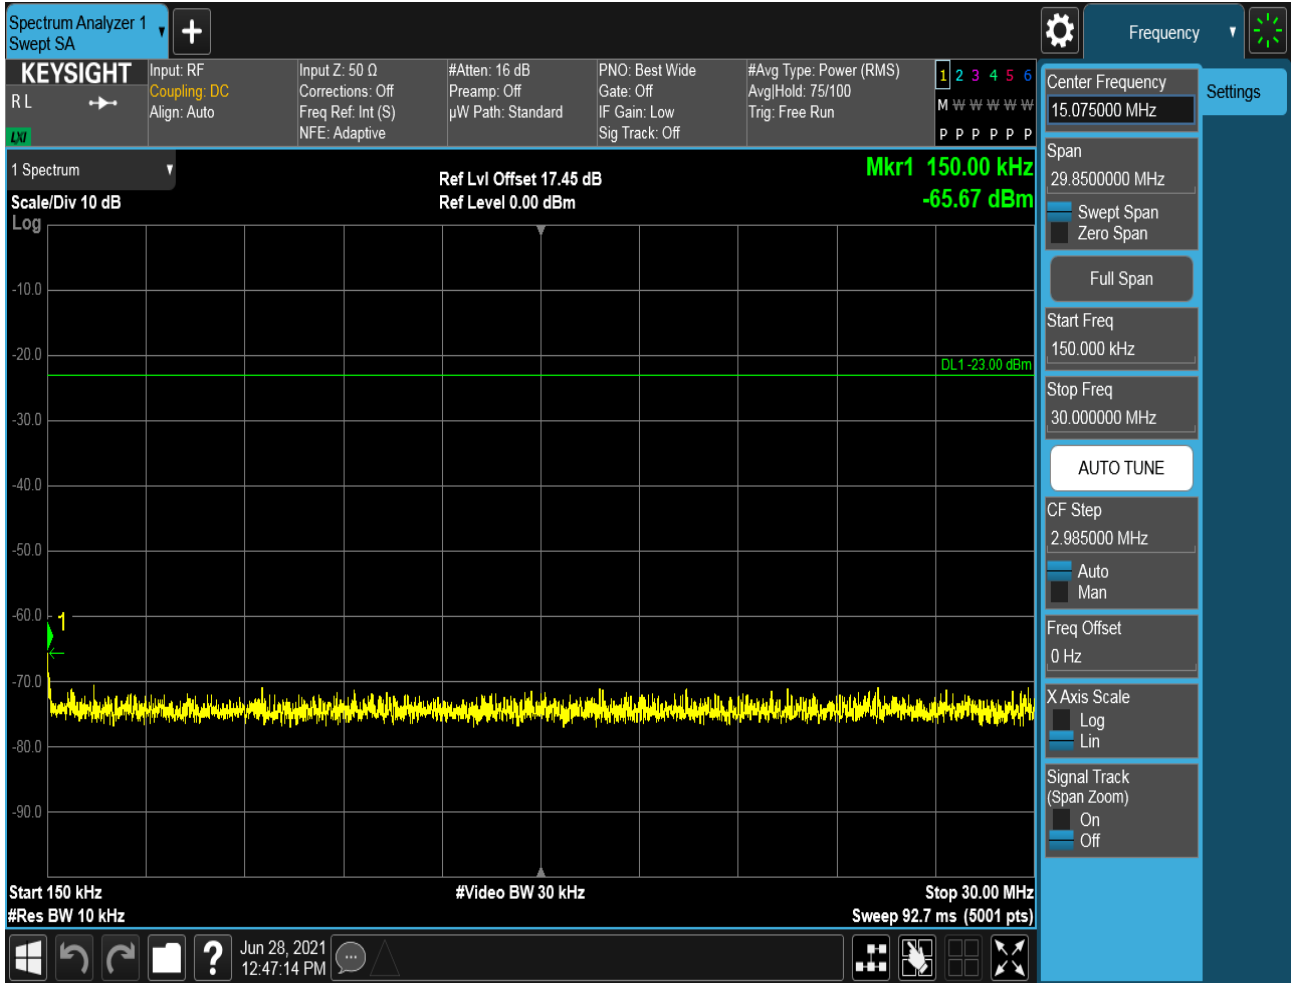 Spectrum Analyzer 1
Swept SA
Frequency
KEYSIGHT
R L
LXI
Input: RF
Coupling: DC
Align: Auto
Input Z: 50 Ω
Corrections: Off
Freq Ref: Int (S)
NFE: Adaptive
#Atten: 16 dB
Preamp: Off
µW Path: Standard
PNO: Best Wide
Gate: Off
IF Gain: Low
Sig Track: Off
#Avg Type: Power (RMS)
Avg|Hold: 75/100
Trig: Free Run
1 2 3 4 5 6
M W W W W W
P P P P P P
1 Spectrum
Scale/Div 10 dB
Log
Ref Lvl Offset 17.45 dB
Ref Level 0.00 dBm
Mkr1 150.00 kHz
-65.67 dBm
-10.0
-20.0
DL1 -23.00 dBm
-30.0
-40.0
-50.0
-60.0
1
-70.0
-80.0
-90.0
Start 150 kHz
#Res BW 10 kHz
#Video BW 30 kHz
Stop 30.00 MHz
Sweep 92.7 ms (5001 pts)
Center Frequency
15.075000 MHz
Settings
Span
29.8500000 MHz
Swept Span
Zero Span
Full Span
Start Freq
150.000 kHz
Stop Freq
30.000000 MHz
AUTO TUNE
CF Step
2.985000 MHz
Auto
Man
Freq Offset
0 Hz
X Axis Scale
Log
Lin
Signal Track
(Span Zoom)
On
Off
?
Jun 28, 2021
12:47:14 PM